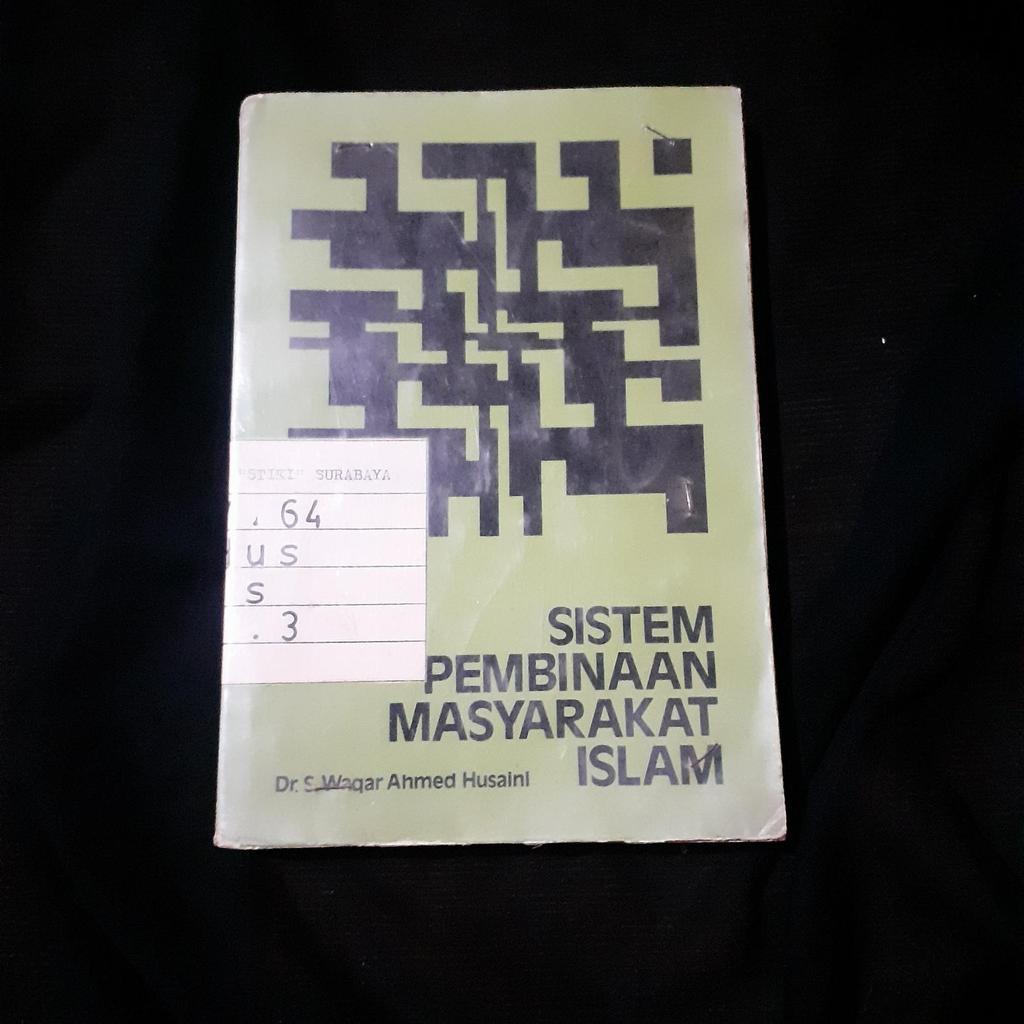 "STIKI" SURABAYA
. 64
us
s
. 3
SISTEM
PEMBINAAN
MASYARAKAT
ISLAM
Dr. S. Waqar Ahmed Husaini